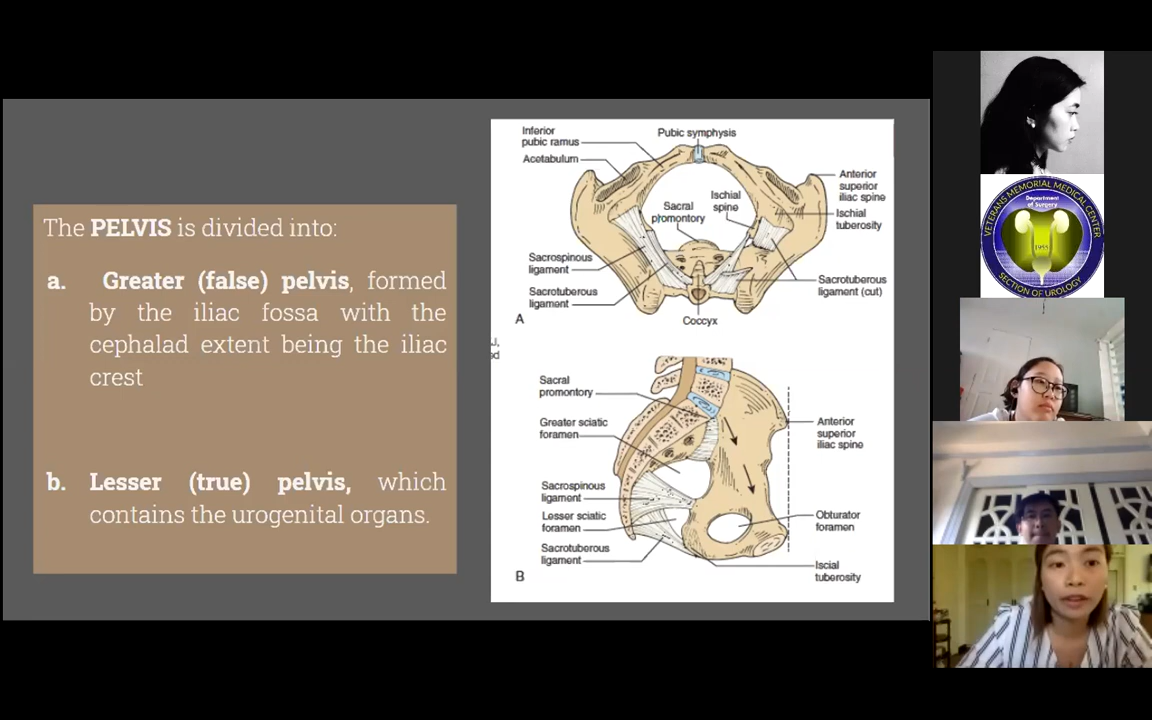 The PELVIS is divided into:
a. Greater (false) pelvis, formed
by the iliac fossa with the
cephalad extent being the iliac
crest
b. Lesser (true) pelvis, which
contains the urogenital organs.
Inferior
pubic ramus
Acetabulum
Pubic symphysis
Anterior
superior
iliac spine
Ischial
spine
Sacral
promontory
Ischial
tuberosity
Sacrospinous
ligament
Sacrotuberous
ligament
Sacrotuberous
ligament (cut)
A
Coccyx
Sacral
promontory
Greater sciatic
foramen
Anterior
superior
iliac spine
Sacrospinous
ligament
Lesser sciatic
foramen
Obturator
foramen
Sacrotuberous
ligament
Iscial
tuberosity
B
VETERANS MEMORIAL MEDICAL CENTER
Department
of Surgery
1955
SECTION OF UROLOGY